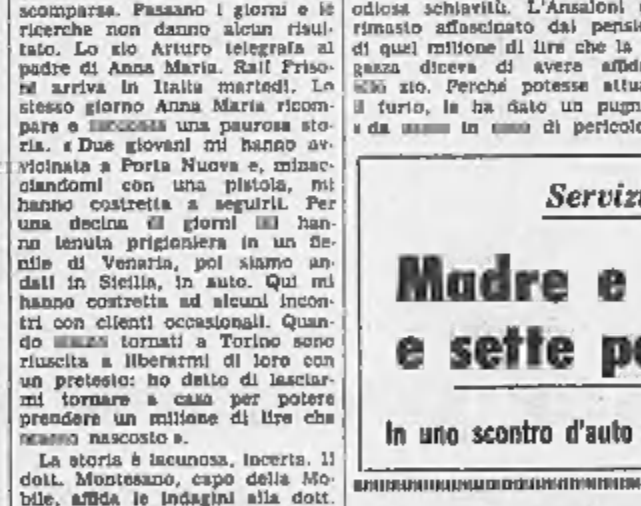 scomparsa. Passano i giorni e le
ricerche non danno alcun risul-
tato. Lo zio Arturo telegrafa al
padre di Anna Maria. Ralf Friso-
arriva in Italia martedì. Lo
stesso giorno Anna Maria ricom-
pare e una paurosa sto-
ria. « Due giovani mi hanno av-
vicinata a Porta Nuova e, minac-
ciandomi con una pistola, mi
hanno costretta a seguirli. Per
una decina giorni han-
no tenuta prigioniera in un fie-
nile di Venaria, poi siamo an-
dati in Sicilia, in auto. Qui mi
hanno costretta ad alcuni incon-
tri con clienti occasionali. Quan-
do tornati a Torino sono
riuscita a liberarmi di loro con
un pretesto: ho detto di lasciar-
mi tornare a casa per potere
prendere un milione di lire che
nascosto ».
La storia è lacunosa, incerta. Il
dott. Montesano, capo della Mo-
bile, affida le indagini alla dott.
odiosa schiavitù. L'Ansaloni
rimasto affascinato dal pensi
di quel milione di lire che la
gazza diceva di avere affid
zio. Perché potesse attua
il furto, le ha dato un pugn
da in di pericolo
Serviz
Madre e
e sette p
In uno scontro d'auto